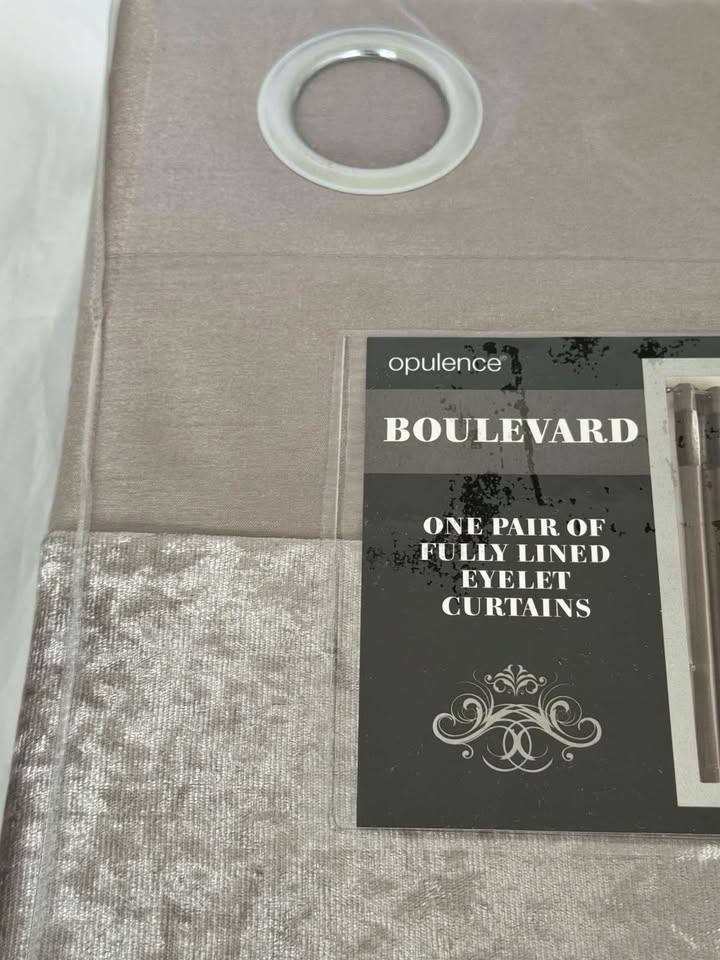 opulence
BOULEVARD
ONE PAIR OF
FULLY LINED
EYELET
CURTAINS